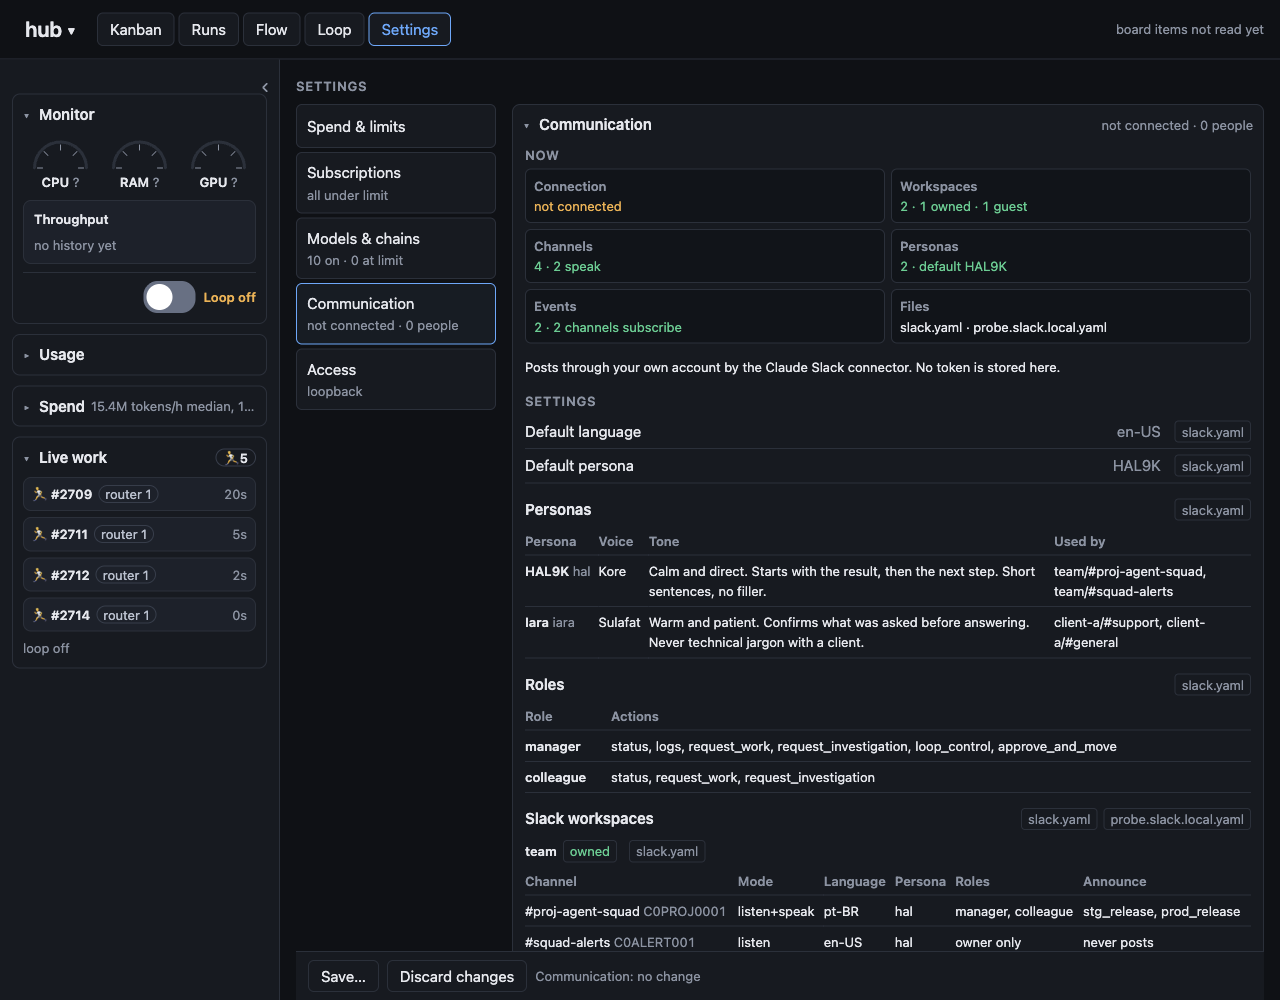 hub ▾
Kanban
Runs
Flow
Loop
Settings
board items not read yet
Monitor
CPU ?
RAM ?
GPU ?
Throughput
no history yet
Loop off
Usage
Spend 15.4M tokens/h median, 1...
Live work
5
#2709 router 1 20s
#2711 router 1 5s
#2712 router 1 2s
#2714 router 1 0s
loop off
SETTINGS
Spend & limits
Subscriptions
all under limit
Models & chains
10 on · 0 at limit
Communication
not connected · 0 people
Access
loopback
Communication
not connected · 0 people
NOW
Connection
not connected
Workspaces
2 · 1 owned · 1 guest
Channels
4 · 2 speak
Personas
2 · default HAL9K
Events
2 · 2 channels subscribe
Files
slack.yaml · probe.slack.local.yaml
Posts through your own account by the Claude Slack connector. No token is stored here.
SETTINGS
Default language en-US slack.yaml
Default persona HAL9K slack.yaml
Personas slack.yaml
Persona Voice Tone Used by
HAL9K hal Kore Calm and direct. Starts with the result, then the next step. Short sentences, no filler. team/#proj-agent-squad, team/#squad-alerts
Iara iara Sulafat Warm and patient. Confirms what was asked before answering. Never technical jargon with a client. client-a/#support, client-a/#general
Roles slack.yaml
Role Actions
manager status, logs, request_work, request_investigation, loop_control, approve_and_move
colleague status, request_work, request_investigation
Slack workspaces slack.yaml probe.slack.local.yaml
team owned slack.yaml
Channel Mode Language Persona Roles Announce
#proj-agent-squad C0PROJ0001 listen+speak pt-BR hal manager, colleague stg_release, prod_release
#squad-alerts C0ALERT001 listen en-US hal owner only never posts
Save...
Discard changes
Communication: no change